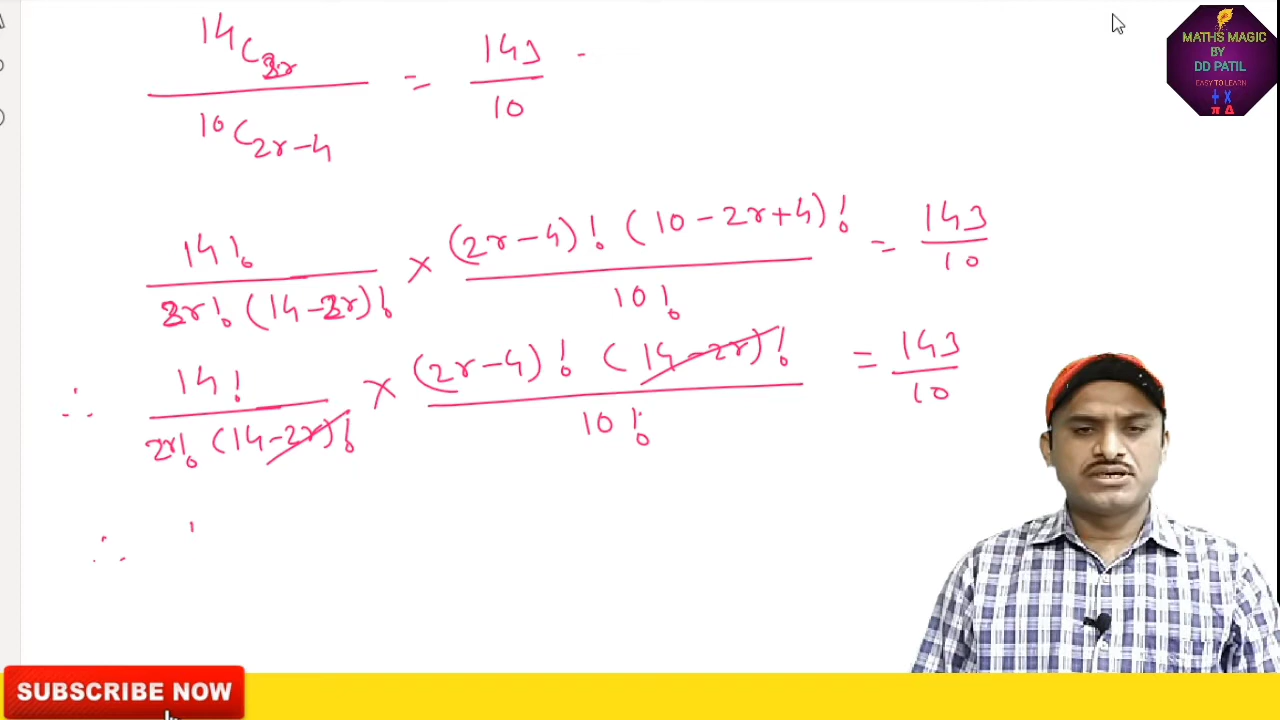 MATHS MAGIC
BY
DD PATIL
EASY TO LEARN
+ X
π Δ
14C2r / 10C2r-4 = 143/10
14! / 2r! (14-2r)! × (2r-4)! (10-2r+4)! / 10! = 143/10
∴ 14! / 2r! (14-2r)! × (2r-4)! (14-2r)! / 10! = 143/10
∴
SUBSCRIBE NOW